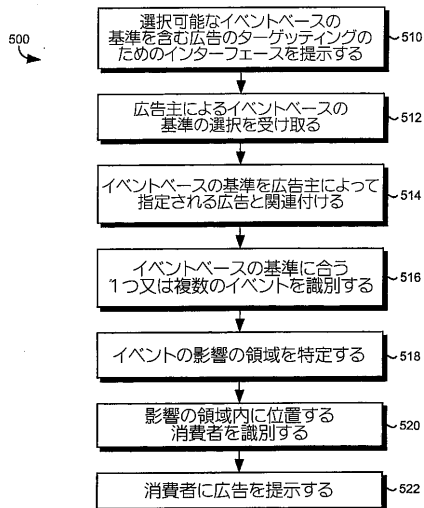 500
選択可能なイベントベースの
基準を含む広告のターゲッティングの
ためのインターフェースを提示する
510
広告主によるイベントベースの
基準の選択を受け取る
512
イベントベースの基準を広告主によって
指定される広告と関連付ける
514
イベントベースの基準に合う
1つ又は複数のイベントを識別する
516
イベントの影響の領域を特定する
518
影響の領域内に位置する
消費者を識別する
520
消費者に広告を提示する
522